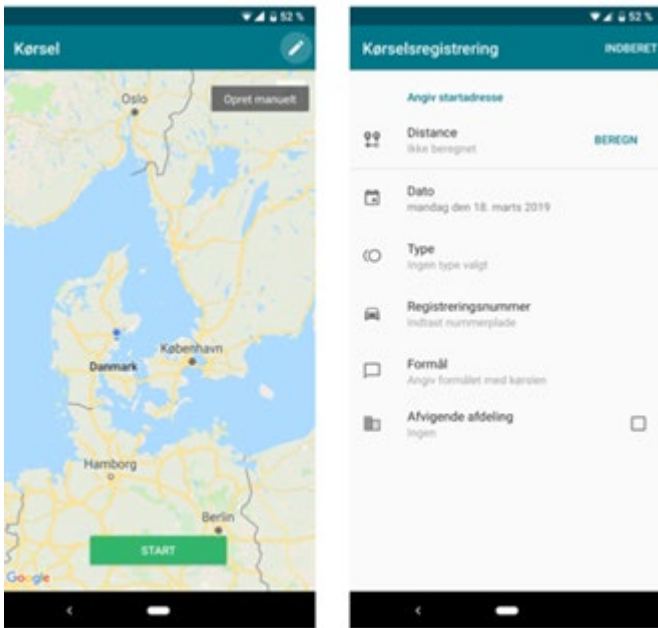 52 %
Kørsel
Opret manuelt
Oslo
København
Danmark
Hamborg
Berlin
START
Google
52 %
Kørselsregistrering
INDBERET
Angiv startadresse
Distance
Ikke beregnet
BEREGN
Dato
mandag den 18. marts 2019
Type
Ingen type valgt
Registreringsnummer
Indtast nummerplade
Formål
Angiv formålet med kørslen
Afvigende afdeling
Ingen